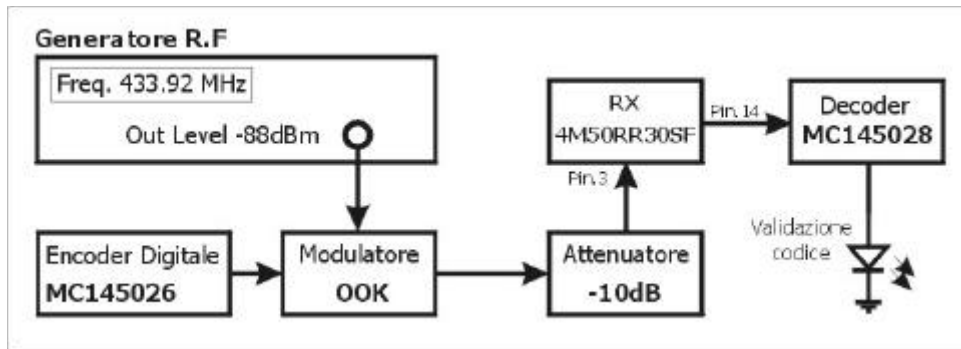 Generatore R.F
Freq. 433.92 MHz
Out Level -88dBm
RX
4M50RR30SF
Pin.14
Decoder
MC145028
Pin.3
Encoder Digitale
MC145026
Modulatore
OOK
Attenuatore
-10dB
Validazione
codice